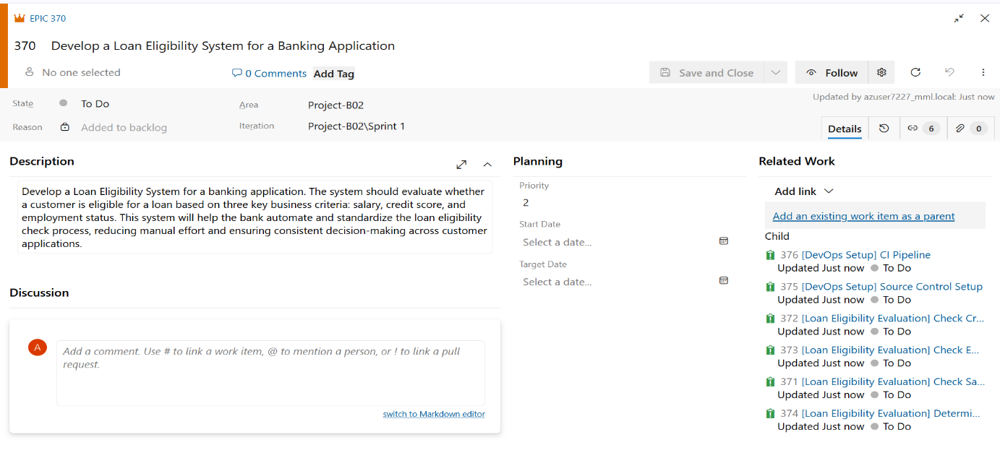 EPIC 370
370 Develop a Loan Eligibility System for a Banking Application
No one selected
0 Comments
Add Tag
Save and Close
Follow
State
To Do
Area
Project-B02
Updated by azuser7227_mml.local: Just now
Reason
Added to backlog
Iteration
Project-B02\Sprint 1
Details
6
0
Description
Develop a Loan Eligibility System for a banking application. The system should evaluate whether
a customer is eligible for a loan based on three key business criteria: salary, credit score, and
employment status. This system will help the bank automate and standardize the loan eligibility
check process, reducing manual effort and ensuring consistent decision-making across customer
applications.
Discussion
A
Add a comment. Use # to link a work item, @ to mention a person, or ! to link a pull
request.
switch to Markdown editor
Planning
Priority
2
Start Date
Select a date...
Target Date
Select a date...
Related Work
Add link
Add an existing work item as a parent
Child
376 [DevOps Setup] CI Pipeline
Updated Just now To Do
375 [DevOps Setup] Source Control Setup
Updated Just now To Do
372 [Loan Eligibility Evaluation] Check Cr...
Updated Just now To Do
373 [Loan Eligibility Evaluation] Check E...
Updated Just now To Do
371 [Loan Eligibility Evaluation] Check Sa...
Updated Just now To Do
374 [Loan Eligibility Evaluation] Determi...
Updated Just now To Do